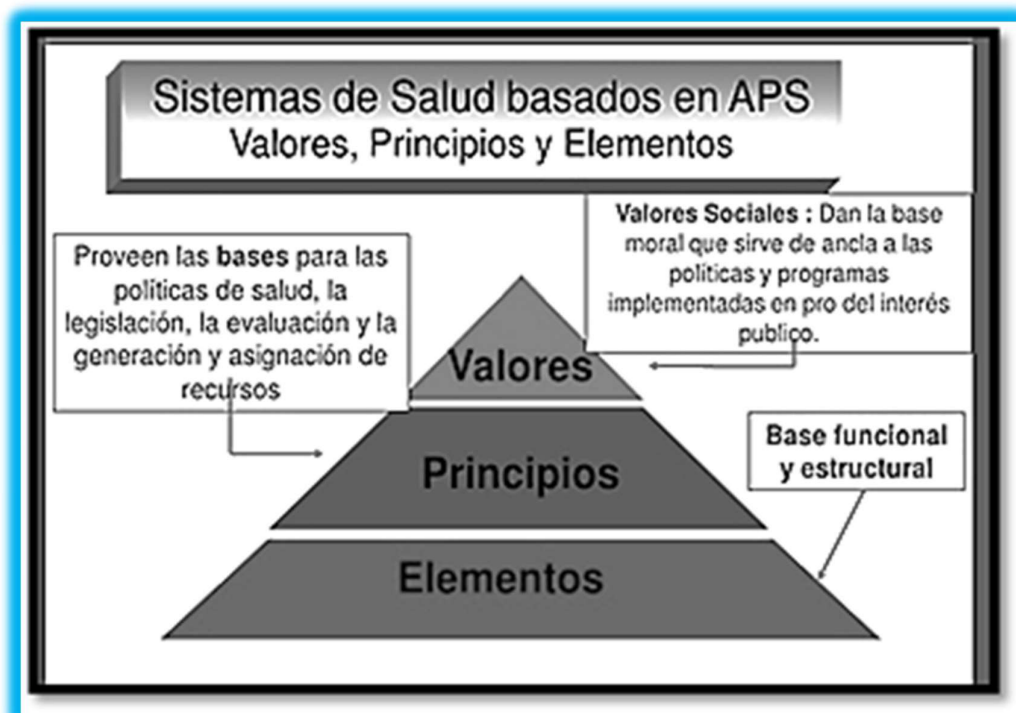 Sistemas de Salud basados en APS
Valores, Principios y Elementos
Proveen las bases para las
políticas de salud, la
legislación, la evaluación y la
generación y asignación de
recursos
Valores Sociales : Dan la base
moral que sirve de ancla a las
políticas y programas
implementadas en pro del interés
publico.
Valores
Principios
Base funcional
y estructural
Elementos